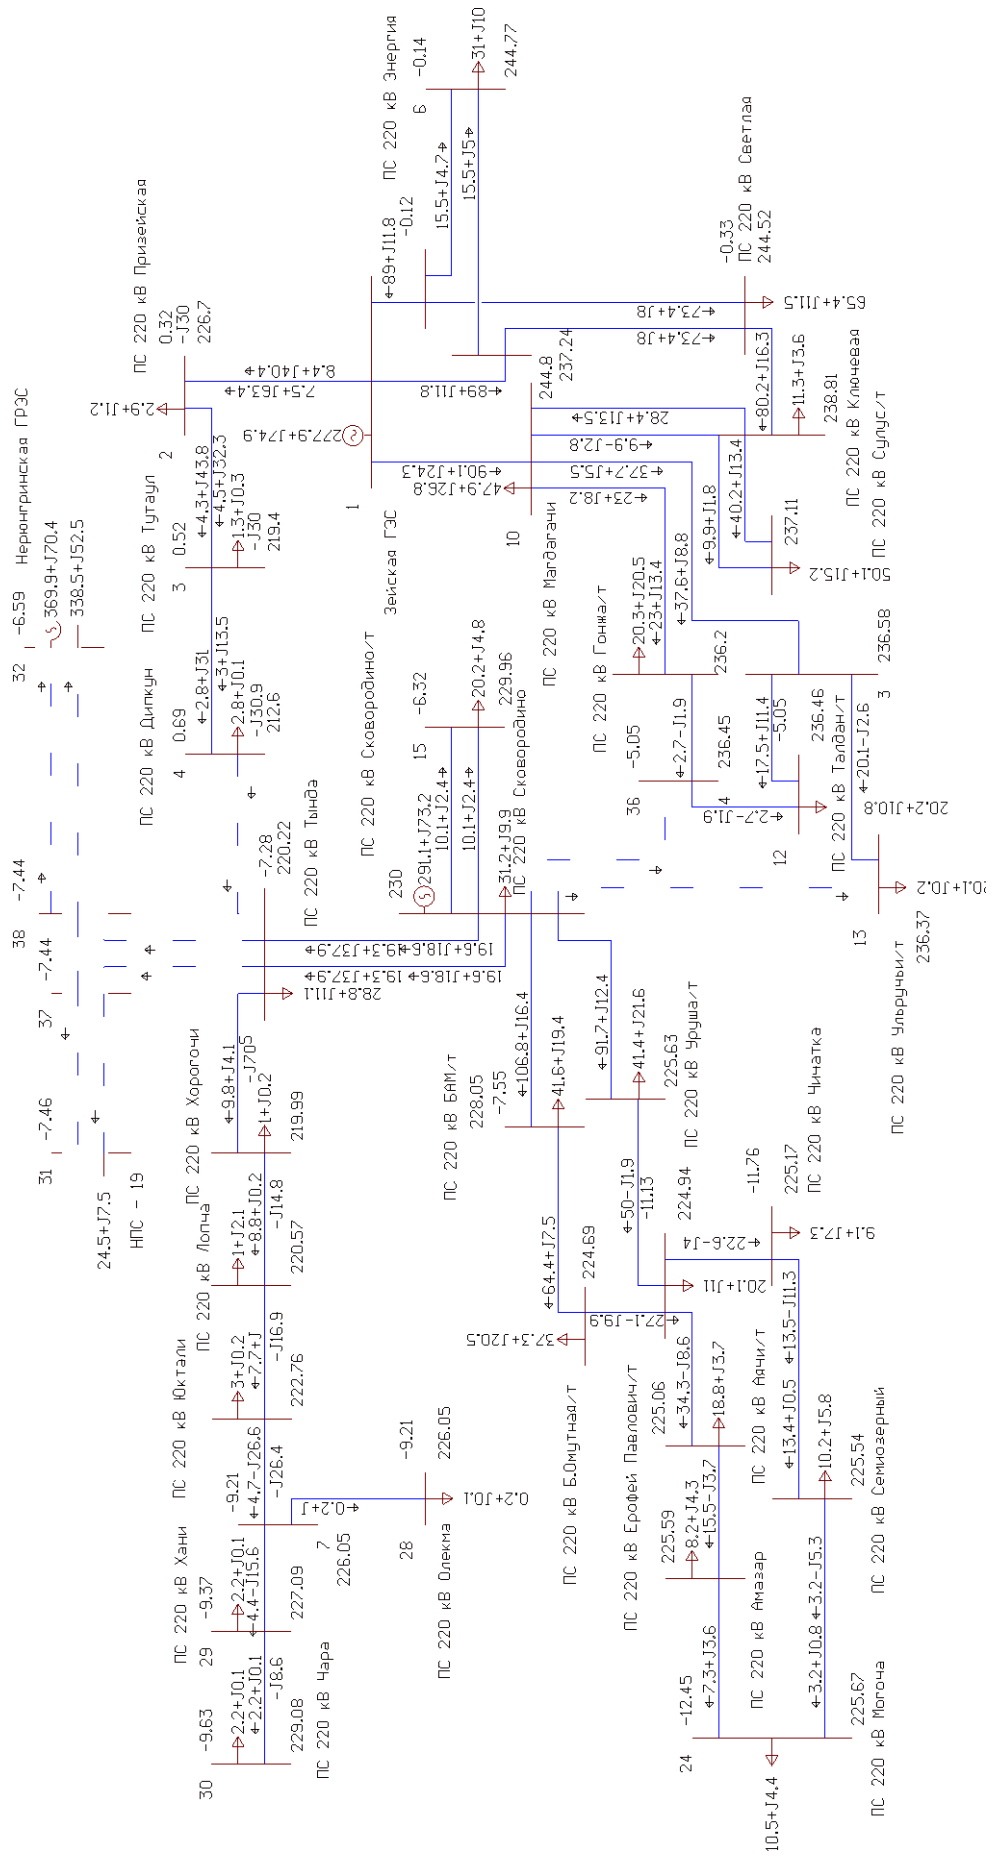 Нерюнгринская ГРЭС
32
-6.59
369.9+J70.4
338.5+J52.5
38
-7.44
37
-7.44
31
-7.46
24.5+J7.5
НПС - 19
ПС 220 кВ Призейская
0.32
-J30
226.7
2.9+J1.2
2
8.4+J40.4
7.5+J63.4
ПС 220 кВ Тутаул
3
0.52
4.3+J43.8
4.5+J32.3
1.3+J0.3
-J30
219.4
ПС 220 кВ Дипкун
4
0.69
3+J13.5
2.8+J0.1
-J30.9
212.6
ПС 220 кВ Тында
-7.28
220.22
28.8+J11.1
19.3+J37.9
19.6+J18.6
19.3+J37.9
19.6+J18.6
ПС 220 кВ Хорогочи
9.8+J4.1
-J70
219.99
ПС 220 кВ Лопча
1+J2.1
8.8+J0.2
-J14.8
220.57
ПС 220 кВ Юктали
3+J0.2
7.7+J
-J16.9
222.76
-9.21
4.7-J26.6
-J26.4
7
226.05
ПС 220 кВ Хани
29
-9.37
2.2+J0.1
4.4-J15.6
227.09
30
-9.63
2.2+J0.1
2.2+J0.1
-J8.6
229.08
ПС 220 кВ Чара
0.2+J
28
-9.21
226.05
0.2+J0.1
ПС 220 кВ Олекма
277.9+J74.9
1
Зейская ГЭС
89+J11.8
-0.12
15.5+J4.7
15.5+J5
ПС 220 кВ Энергия
6
-0.14
31+J10
244.77
237.24
244.8
89+J11.8
73.4+J8
73.4+J8
-0.33
ПС 220 кВ Светлая
244.52
65.4+J11.5
80.2+J16.3
11.3+J3.6
238.81
ПС 220 кВ Ключевая
ПС 220 кВ Магдагачи
10
47.9+J26.8
90.1+J24.3
28.4+J13.5
9.9-J2.8
37.7+J5.5
23+J8.2
40.2+J13.4
9.9+J1.8
237.11
50.1+J15.2
ПС 220 кВ Сулус/т
ПС 220 кВ Гонжа/т
20.3+J20.5
23+J13.4
37.6+J8.8
236.2
36
-5.05
2.7-J1.9
236.45
4
2.7-J1.9
17.5+J11.4
-5.05
236.46
ПС 220 кВ Талдан/т
12
20.2+J10.8
236.58
3
20.1-J2.6
13
20.1+J0.2
236.37
ПС 220 кВ Ульручьи/т
ПС 220 кВ Сковородино/т
15
-6.32
20.2+J4.8
229.96
10.1+J2.4
10.1+J2.4
230
ПС 220 кВ Сковородино
31.2+J9.9
106.8+J16.4
91.7+J12.4
ПС 220 кВ БАМ/т
228.05
-7.55
41.6+J19.4
ПС 220 кВ Уруша/т
225.63
41.4+J21.6
64.4+J7.5
50-J1.9
-11.13
224.69
37.3+J20.5
ПС 220 кВ Б.Омутная/т
224.94
27.1-J9.9
20.1+J11
ПС 220 кВ Ерофей Павлович/т
22.6-J4
-11.76
225.17
9.1+J7.3
ПС 220 кВ Чичатка
34.3-J8.6
18.8+J3.7
225.06
ПС 220 кВ Аячи/т
8.2+J4.3
15.5-J3.7
225.59
ПС 220 кВ Амазар
13.5-J11.3
13.4+J0.5
10.2+J5.8
225.54
ПС 220 кВ Семиозерный
3.2-J5.3
3.2+J0.8
7.3+J3.6
24
-12.45
10.5+J4.4
225.67
ПС 220 кВ Могоча